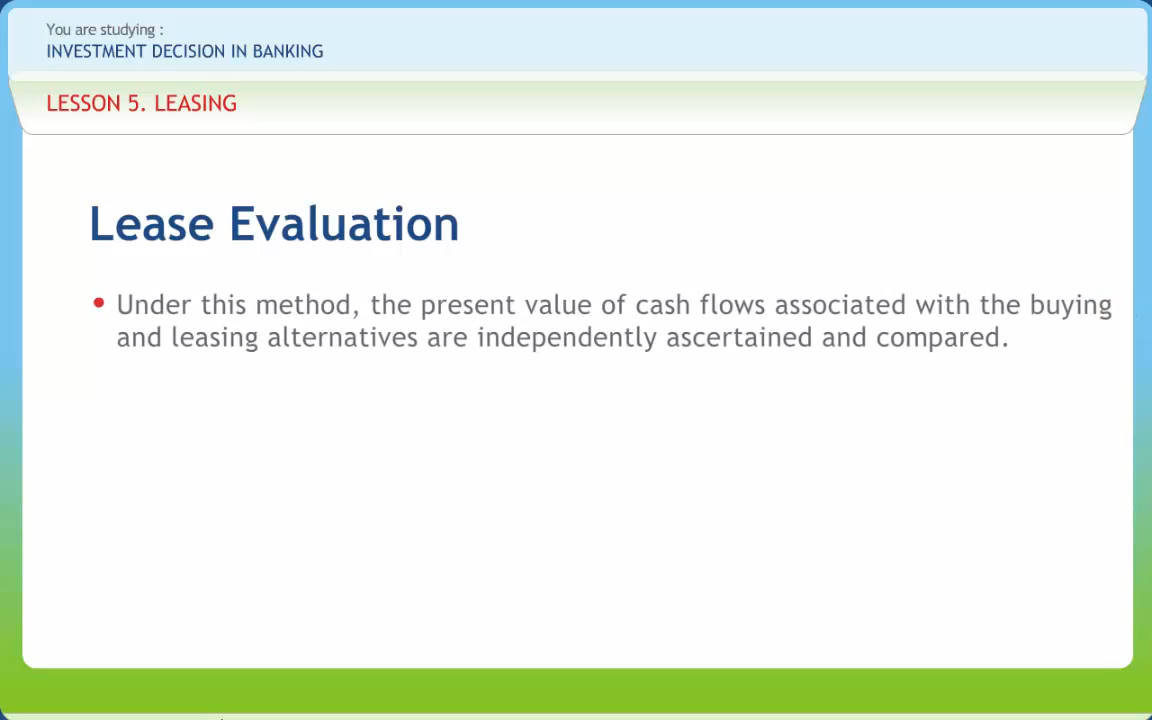 You are studying :
INVESTMENT DECISION IN BANKING
LESSON 5. LEASING
Lease Evaluation
• Under this method, the present value of cash flows associated with the buying
and leasing alternatives are independently ascertained and compared.